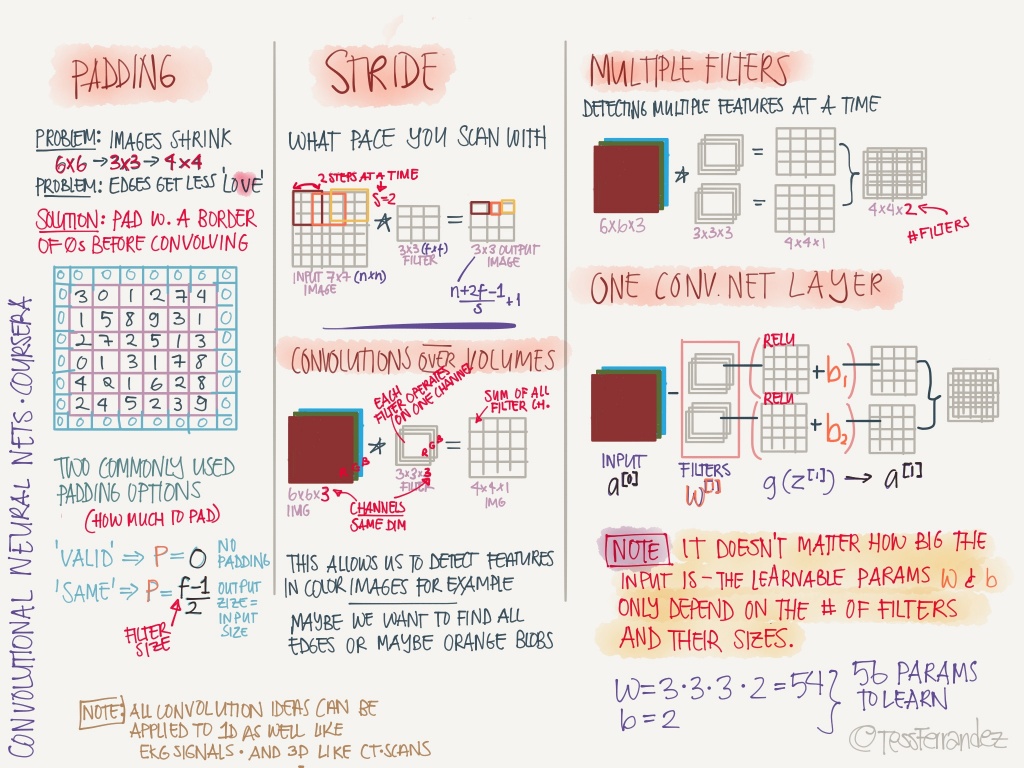 CONVOLUTIONAL NEURAL NETS · COURSERA
PADDING
PROBLEM: IMAGES SHRINK
6x6 → 3x3 → 4x4
PROBLEM: EDGES GET LESS 'LOVE'
SOLUTION: PAD W. A BORDER
OF 0s BEFORE CONVOLVING
0 0 0 0 0 0 0 0
0 3 0 1 2 7 4 0
0 1 5 8 9 3 1 0
0 2 7 2 5 1 3 0
0 0 1 3 1 7 8 0
0 4 2 1 6 2 8 0
0 2 4 5 2 3 9 0
0 0 0 0 0 0 0 0
TWO COMMONLY USED
PADDING OPTIONS
(HOW MUCH TO PAD)
'VALID' ⇒ P = 0 NO
PADDING
'SAME' ⇒ P = f-1/2
OUTPUT
SIZE =
INPUT
SIZE
FILTER
SIZE
NOTE: ALL CONVOLUTION IDEAS CAN BE
APPLIED TO 1D AS WELL LIKE
EKG SIGNALS · AND 3D LIKE CT·SCANS
STRIDE
WHAT PACE YOU SCAN WITH
2 STEPS AT A TIME
S=2
* =
INPUT 7x7 (n×n)
IMAGE
3x3 (f×f)
FILTER
3x3 OUTPUT
IMAGE
n+2f-1/s +1
CONVOLUTIONS OVER VOLUMES
EACH
FILTER OPERATES
ON ONE CHANNEL
SUM OF ALL
FILTER CH.
R G B
* =
R G B
6x6x3
IMG
3x3x3
FILTER
4x4x1
IMG
CHANNELS
SAME DIM
THIS ALLOWS US TO DETECT FEATURES
IN COLOR IMAGES FOR EXAMPLE
MAYBE WE WANT TO FIND ALL
EDGES OR MAYBE ORANGE BLOBS
MULTIPLE FILTERS
DETECTING MULTIPLE FEATURES AT A TIME
* =
=
6x6x3
3x3x3
4x4x1
4x4x2
#FILTERS
ONE CONV. NET LAYER
RELU
+ b1
RELU
+ b2
INPUT
a[0]
FILTERS
W[1]
g(z[1]) → a[1]
NOTE IT DOESN'T MATTER HOW BIG THE
INPUT IS - THE LEARNABLE PARAMS W & b
ONLY DEPEND ON THE # OF FILTERS
AND THEIR SIZES.
W = 3·3·3·2 = 54
b = 2
56 PARAMS
TO LEARN
©TessFerrandez